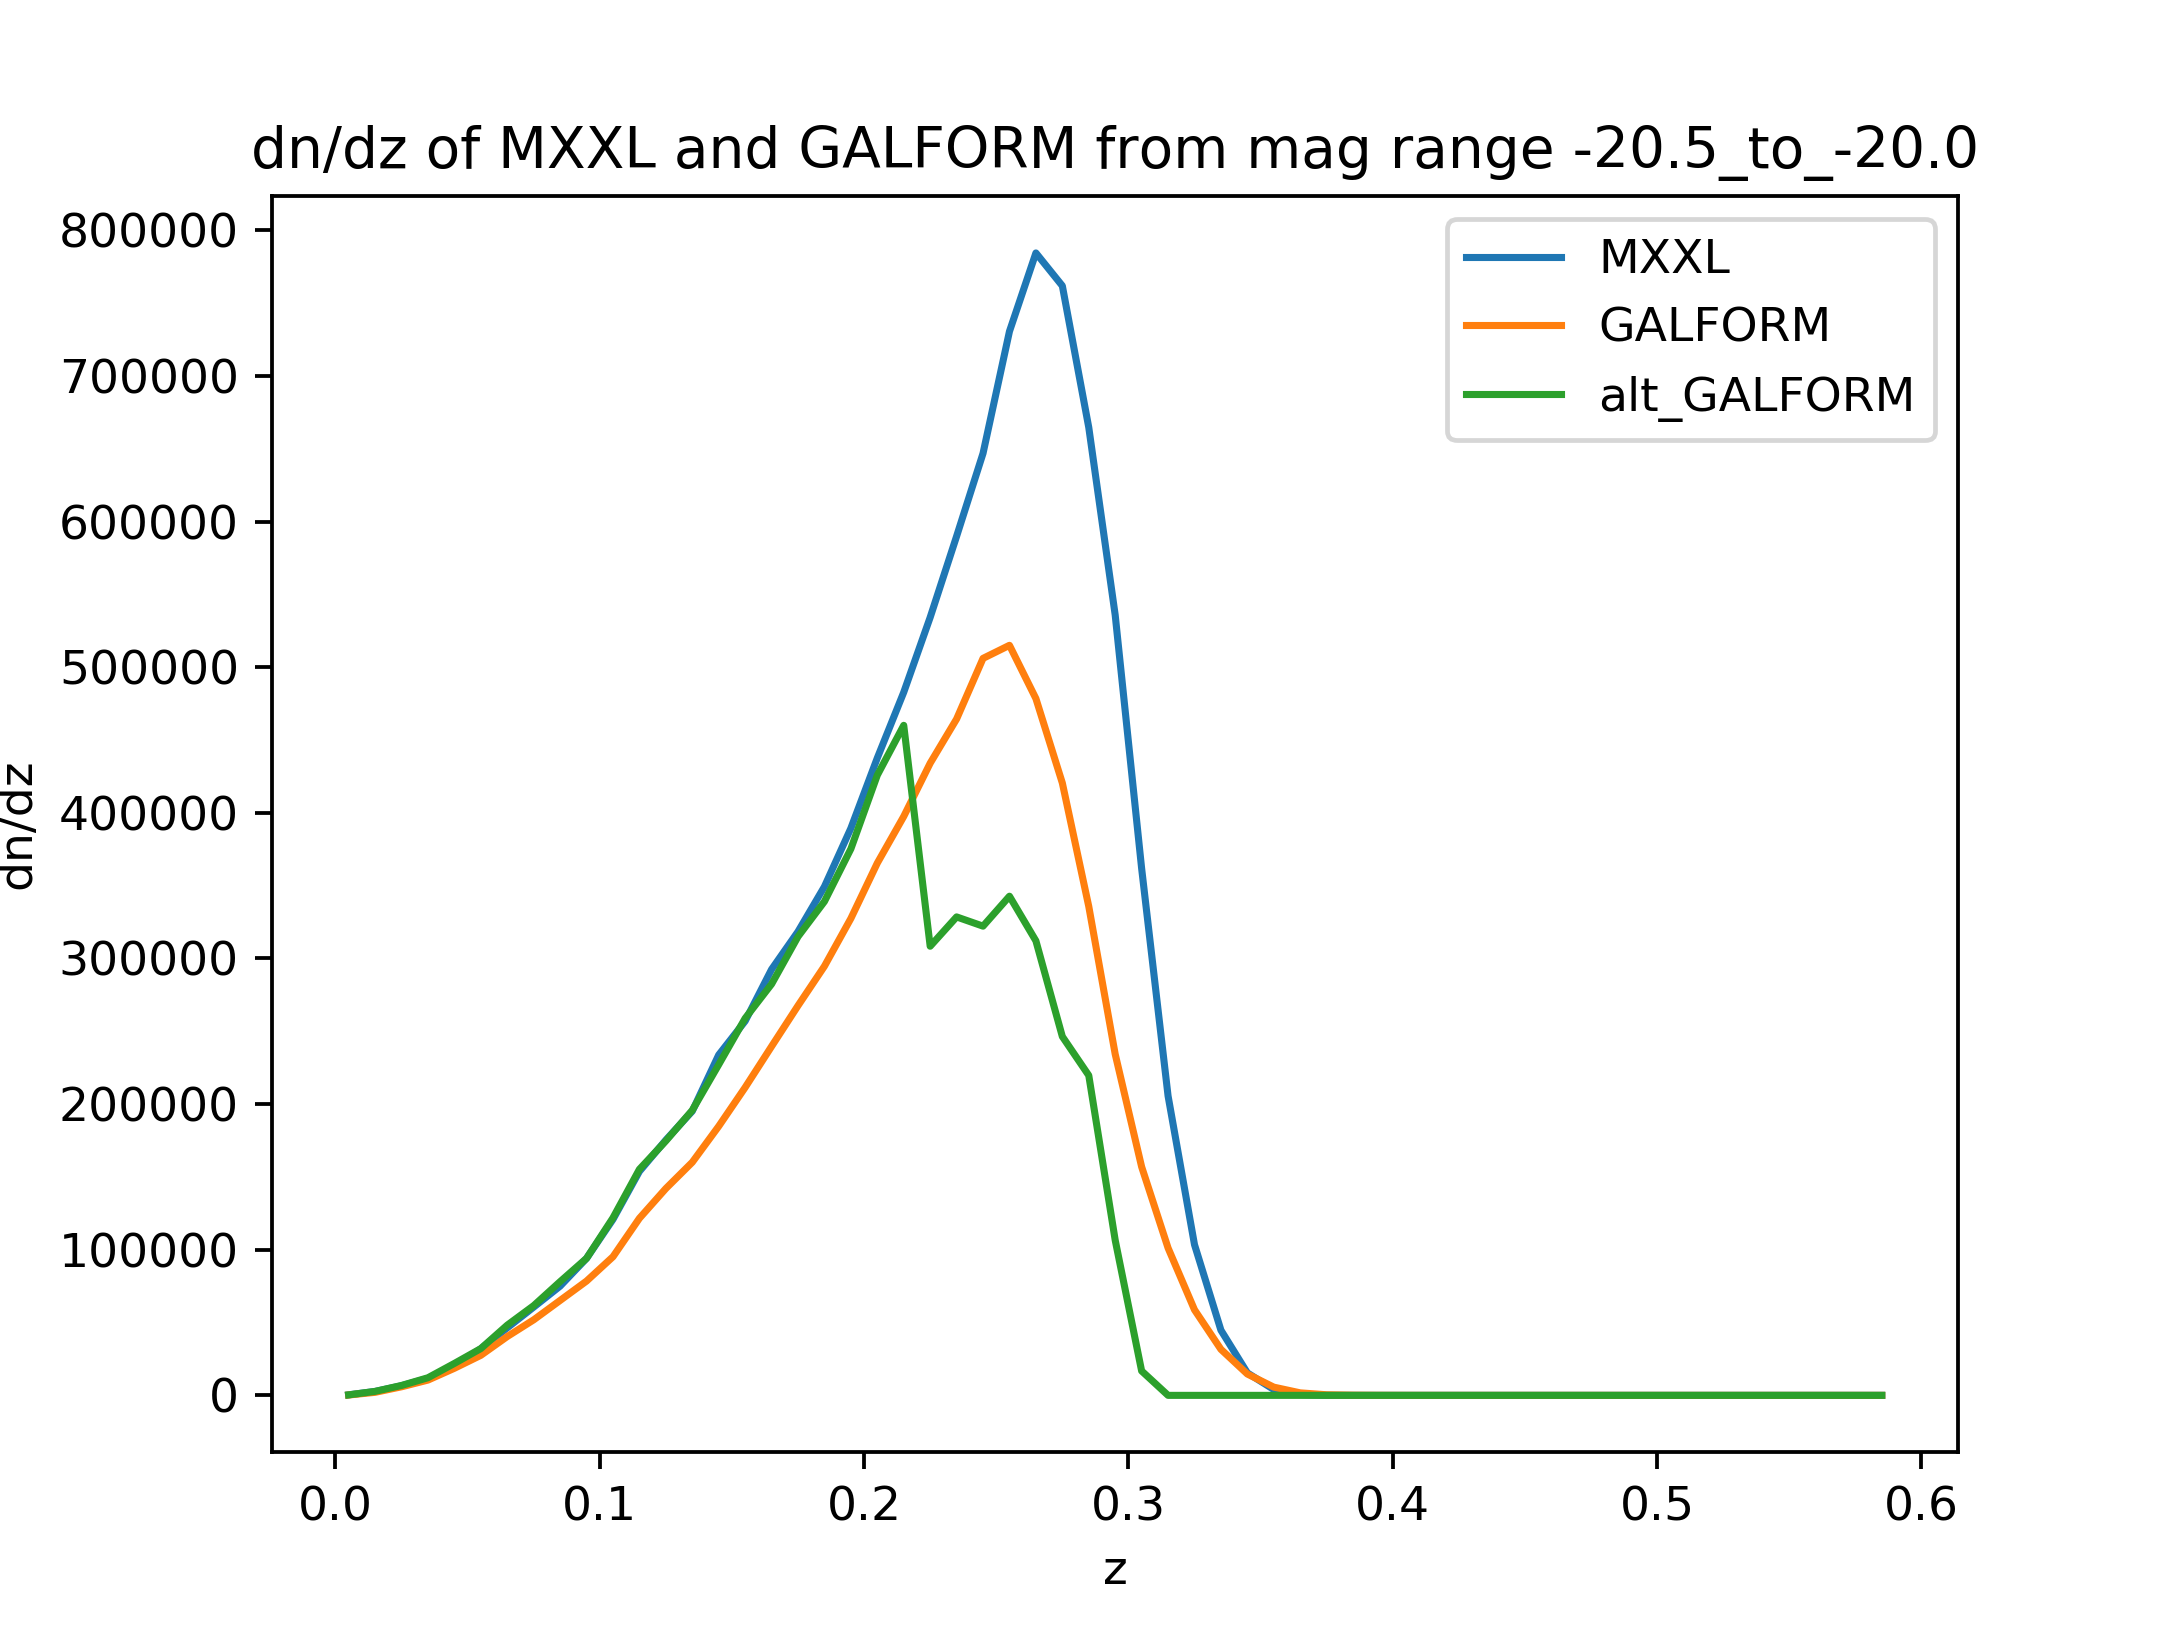 dn/dz of MXXL and GALFORM from mag range -20.5_to_-20.0
MXXL
GALFORM
alt_GALFORM
dn/dz
800000
700000
600000
500000
400000
300000
200000
100000
0
0.0 0.1 0.2 0.3 0.4 0.5 0.6
z